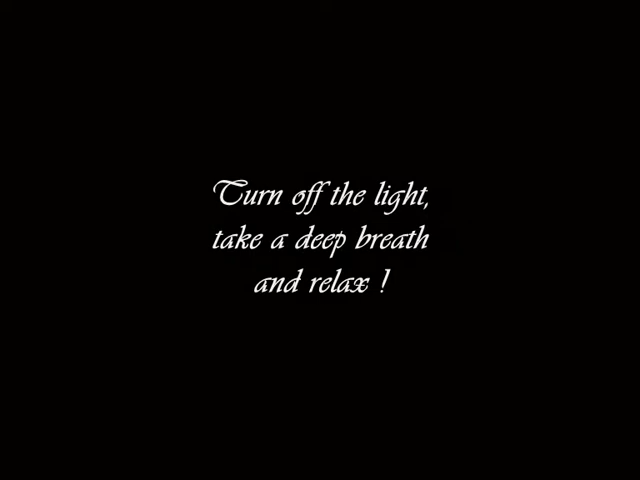 Turn off the light,
take a deep breath
and relax !